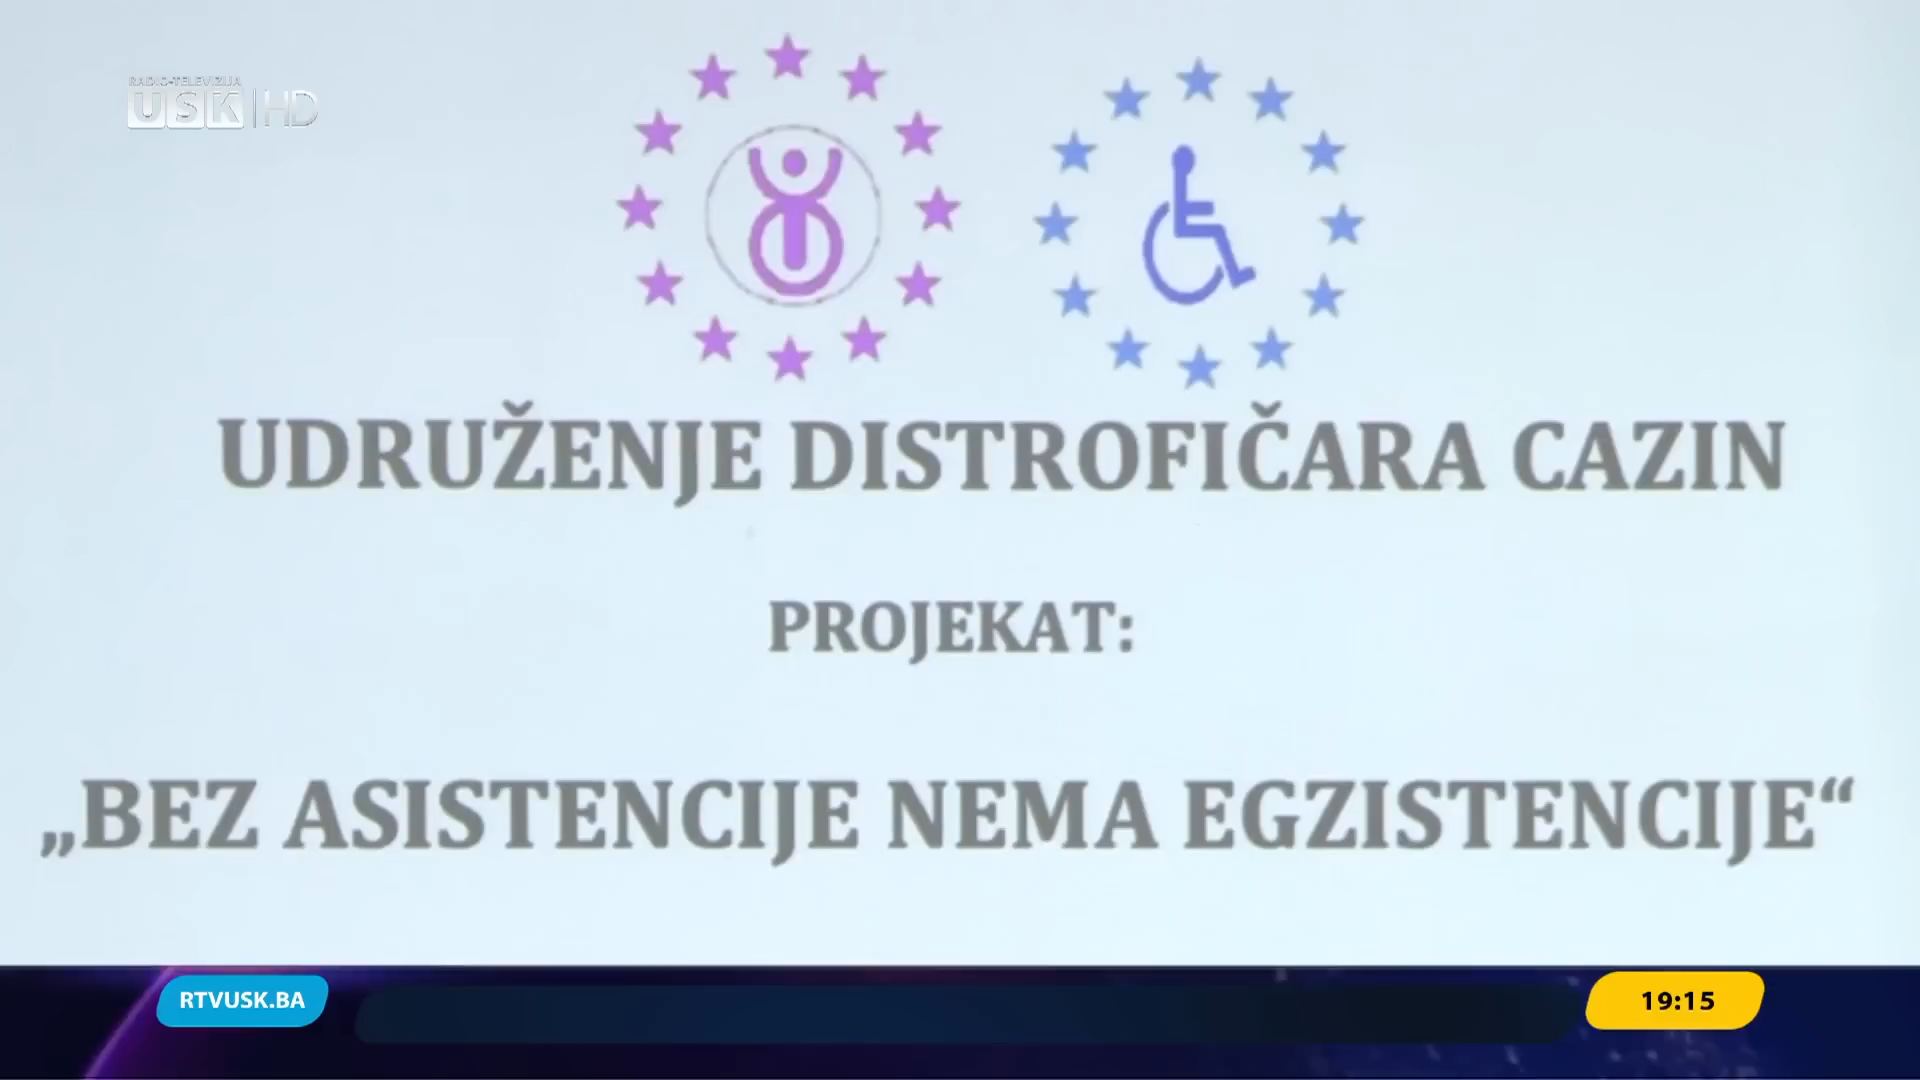 RADIO-TELEVIZIJA
USK HD
UDRUŽENJE DISTROFIČARA CAZIN
PROJEKAT:
„BEZ ASISTENCIJE NEMA EGZISTENCIJE“
RTVUSK.BA
19:15